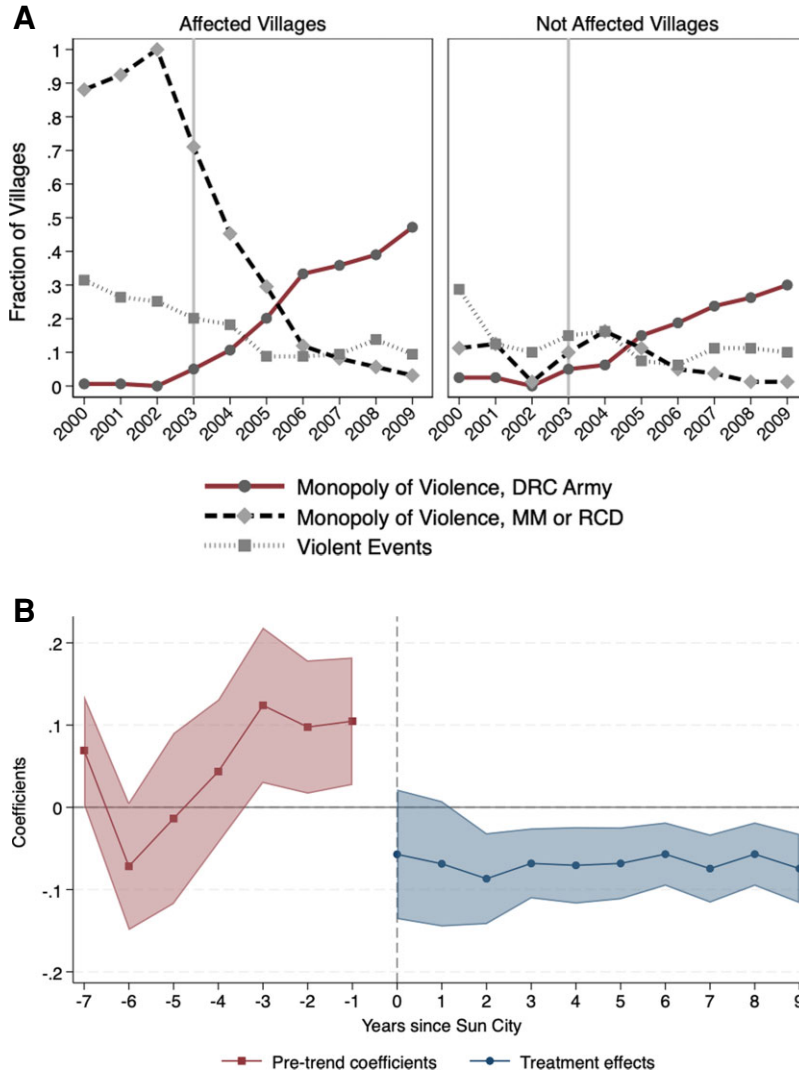 A
Affected Villages
Not Affected Villages
Fraction of Villages
1
.9
.8
.7
.6
.5
.4
.3
.2
.1
0
2000 2001 2002 2003 2004 2005 2006 2007 2008 2009
2000 2001 2002 2003 2004 2005 2006 2007 2008 2009
Monopoly of Violence, DRC Army
Monopoly of Violence, MM or RCD
Violent Events
B
Coefficients
.2
.1
0
-.1
-.2
-7 -6 -5 -4 -3 -2 -1 0 1 2 3 4 5 6 7 8 9
Years since Sun City
Pre-trend coefficients Treatment effects